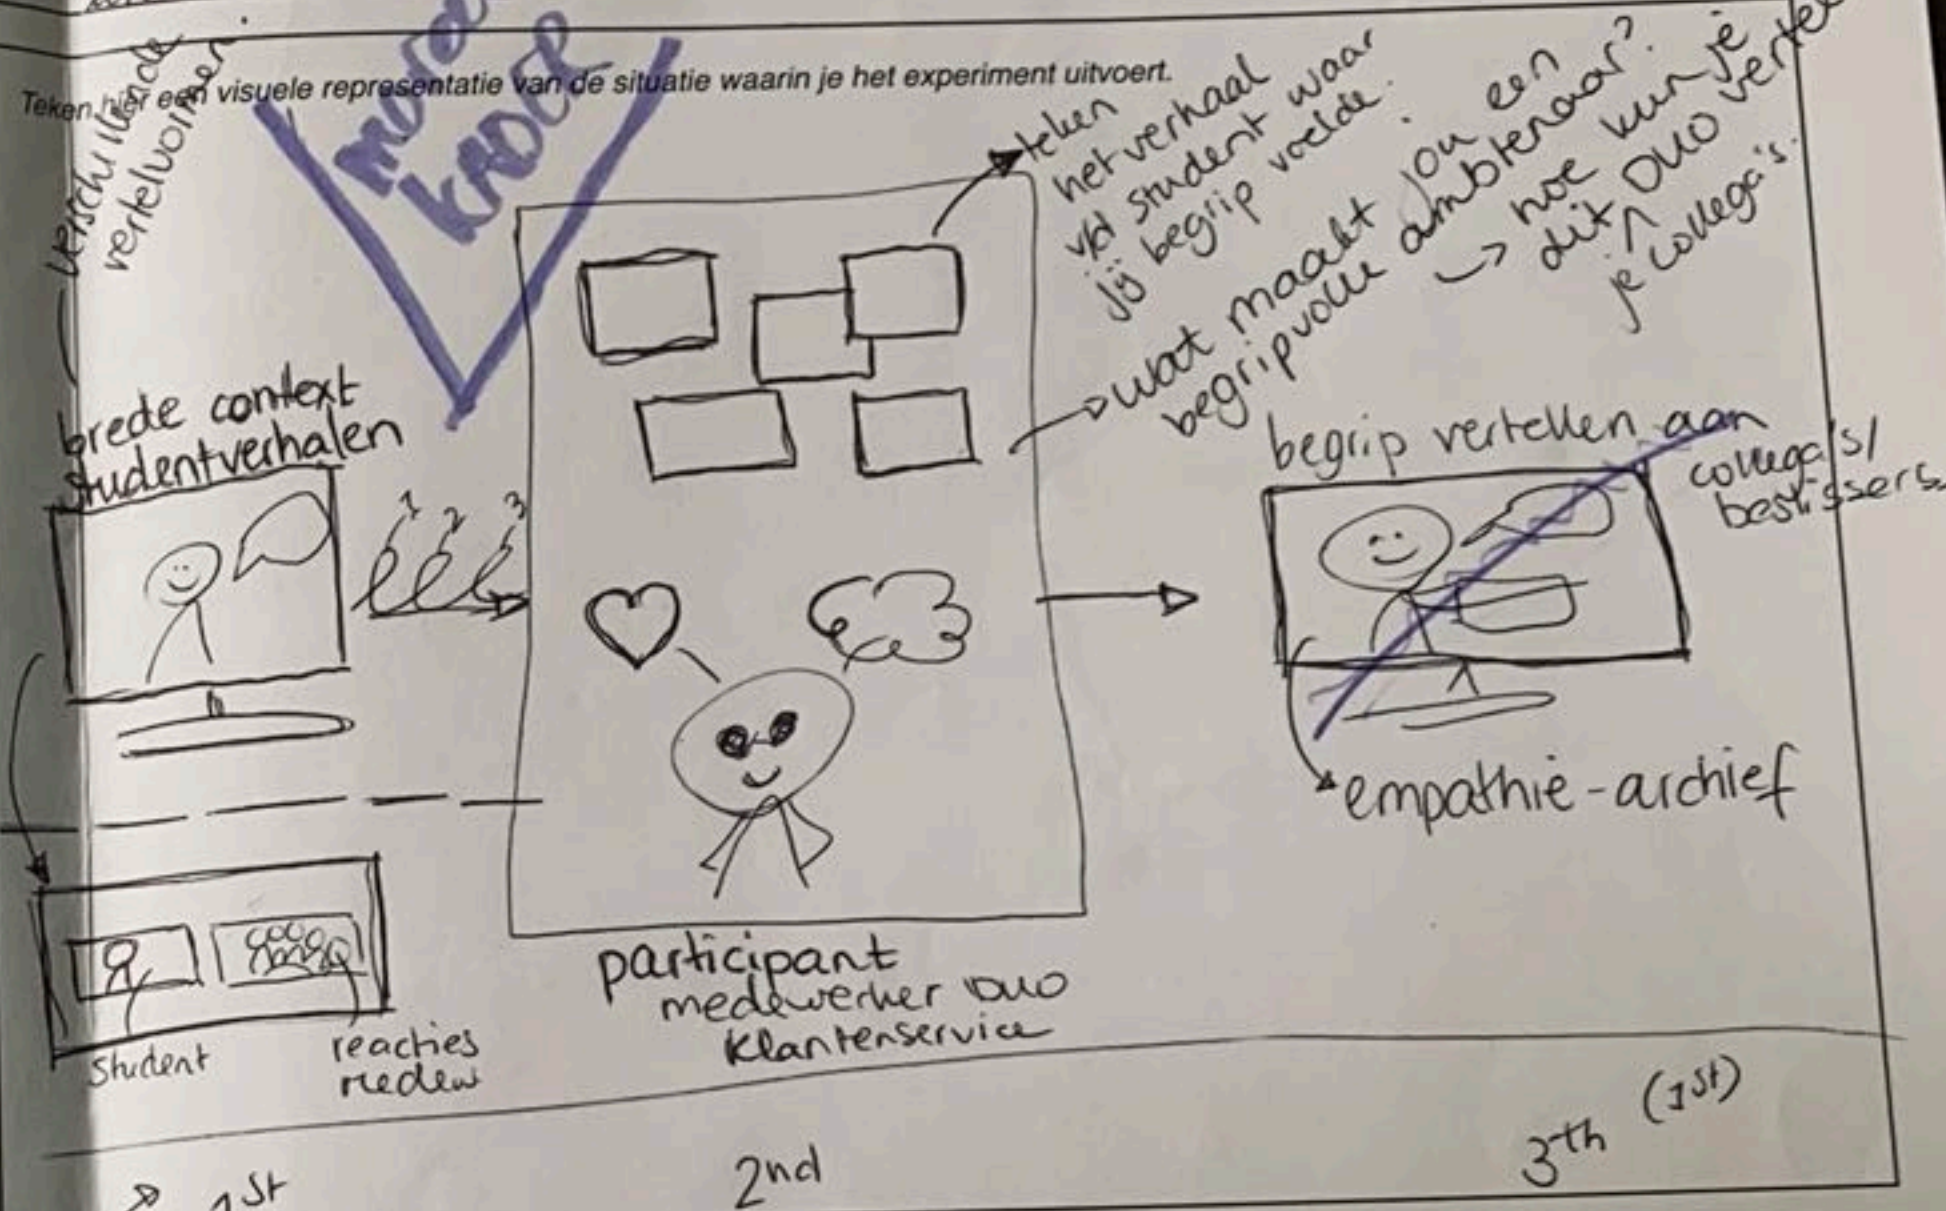 Teken hier een visuele representatie van de situatie waarin je het experiment uitvoert.
verschillende
vertelvormen.
KADER
teken
het verhaal
v/d student waar
jij begrip voelde.
wat maakt jou een
begripvolle ambtenaar?
→ hoe kun je
dit DUO vertellen
je collega's.
brede context
studentverhalen
1
2
3
begrip vertellen aan
collega's/
beslissers
empathie-archief
participant
medewerker DUO
klantenservice
student
reacties
medew
1st
2nd
3th (1st)